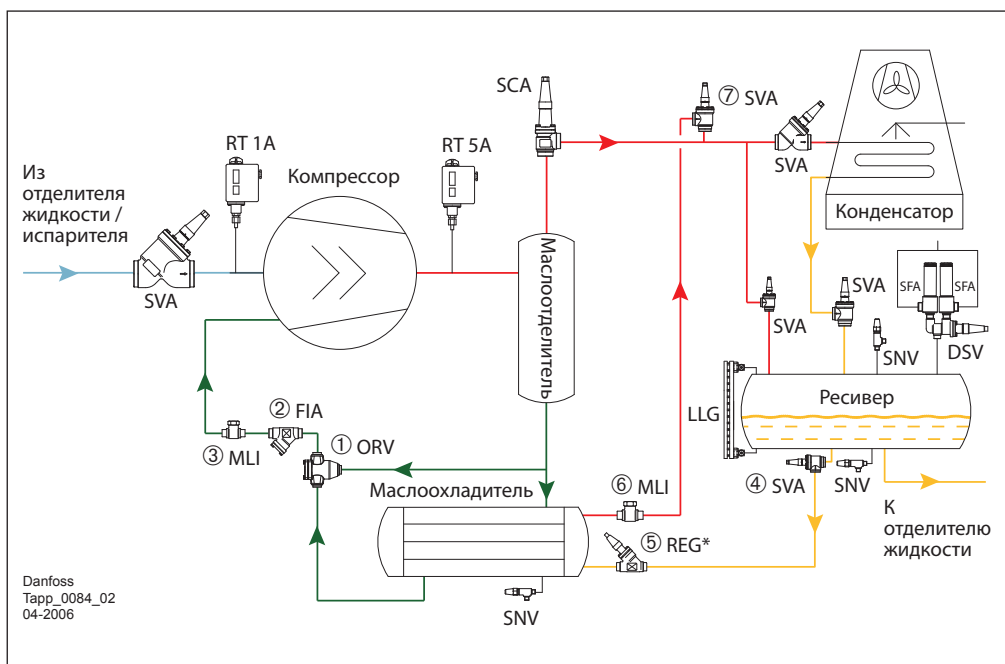 SCA
⑦ SVA
RT 1A
RT 5A
Из
отделителя
жидкости /
испарителя
Компрессор
SVA
Конденсатор
SVA
Маслоотделитель
SFA
SFA
SVA
SVA
SNV
DSV
② FIA
① ORV
③ MLI
LLG
Ресивер
Маслоохладитель
⑥ MLI
④ SVA
SNV
⑤ REG*
К
отделителю
жидкости
SNV
Danfoss
Tapp_0084_02
04-2006